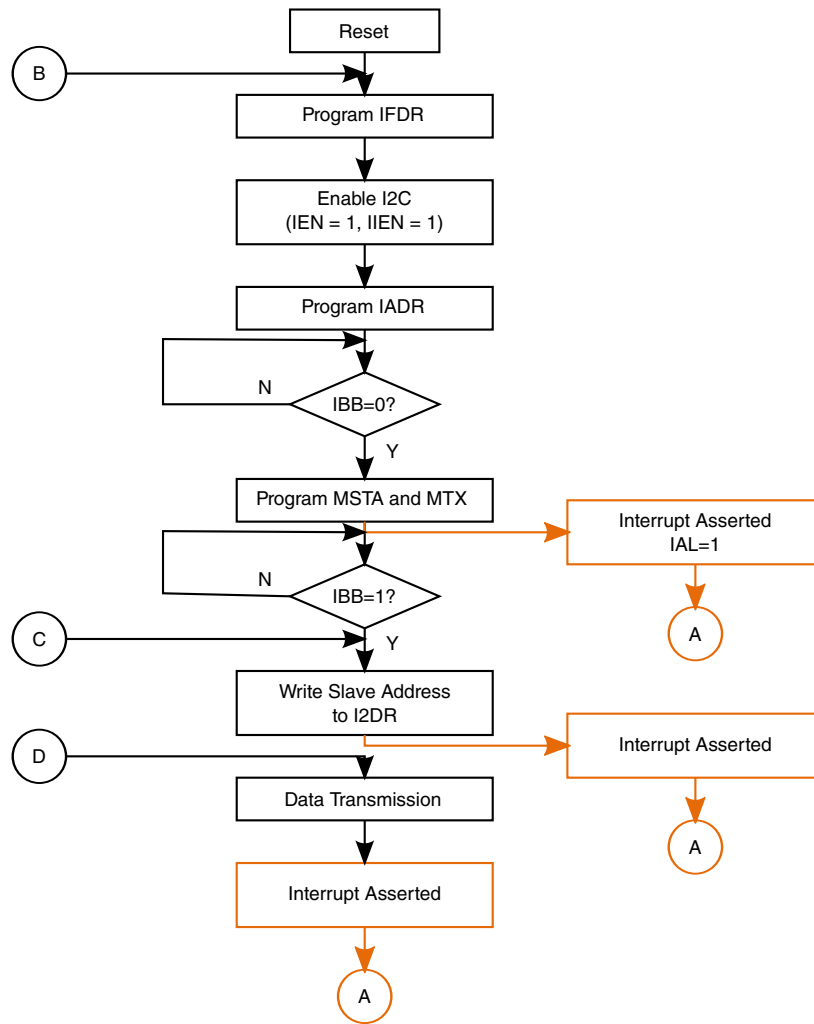 Reset
B
Program IFDR
Enable I2C
(IEN = 1, IIEN = 1)
Program IADR
N
IBB=0?
Y
Program MSTA and MTX
Interrupt Asserted
IAL=1
N
IBB=1?
A
C
Y
Write Slave Address
to I2DR
Interrupt Asserted
D
Data Transmission
A
Interrupt Asserted
A